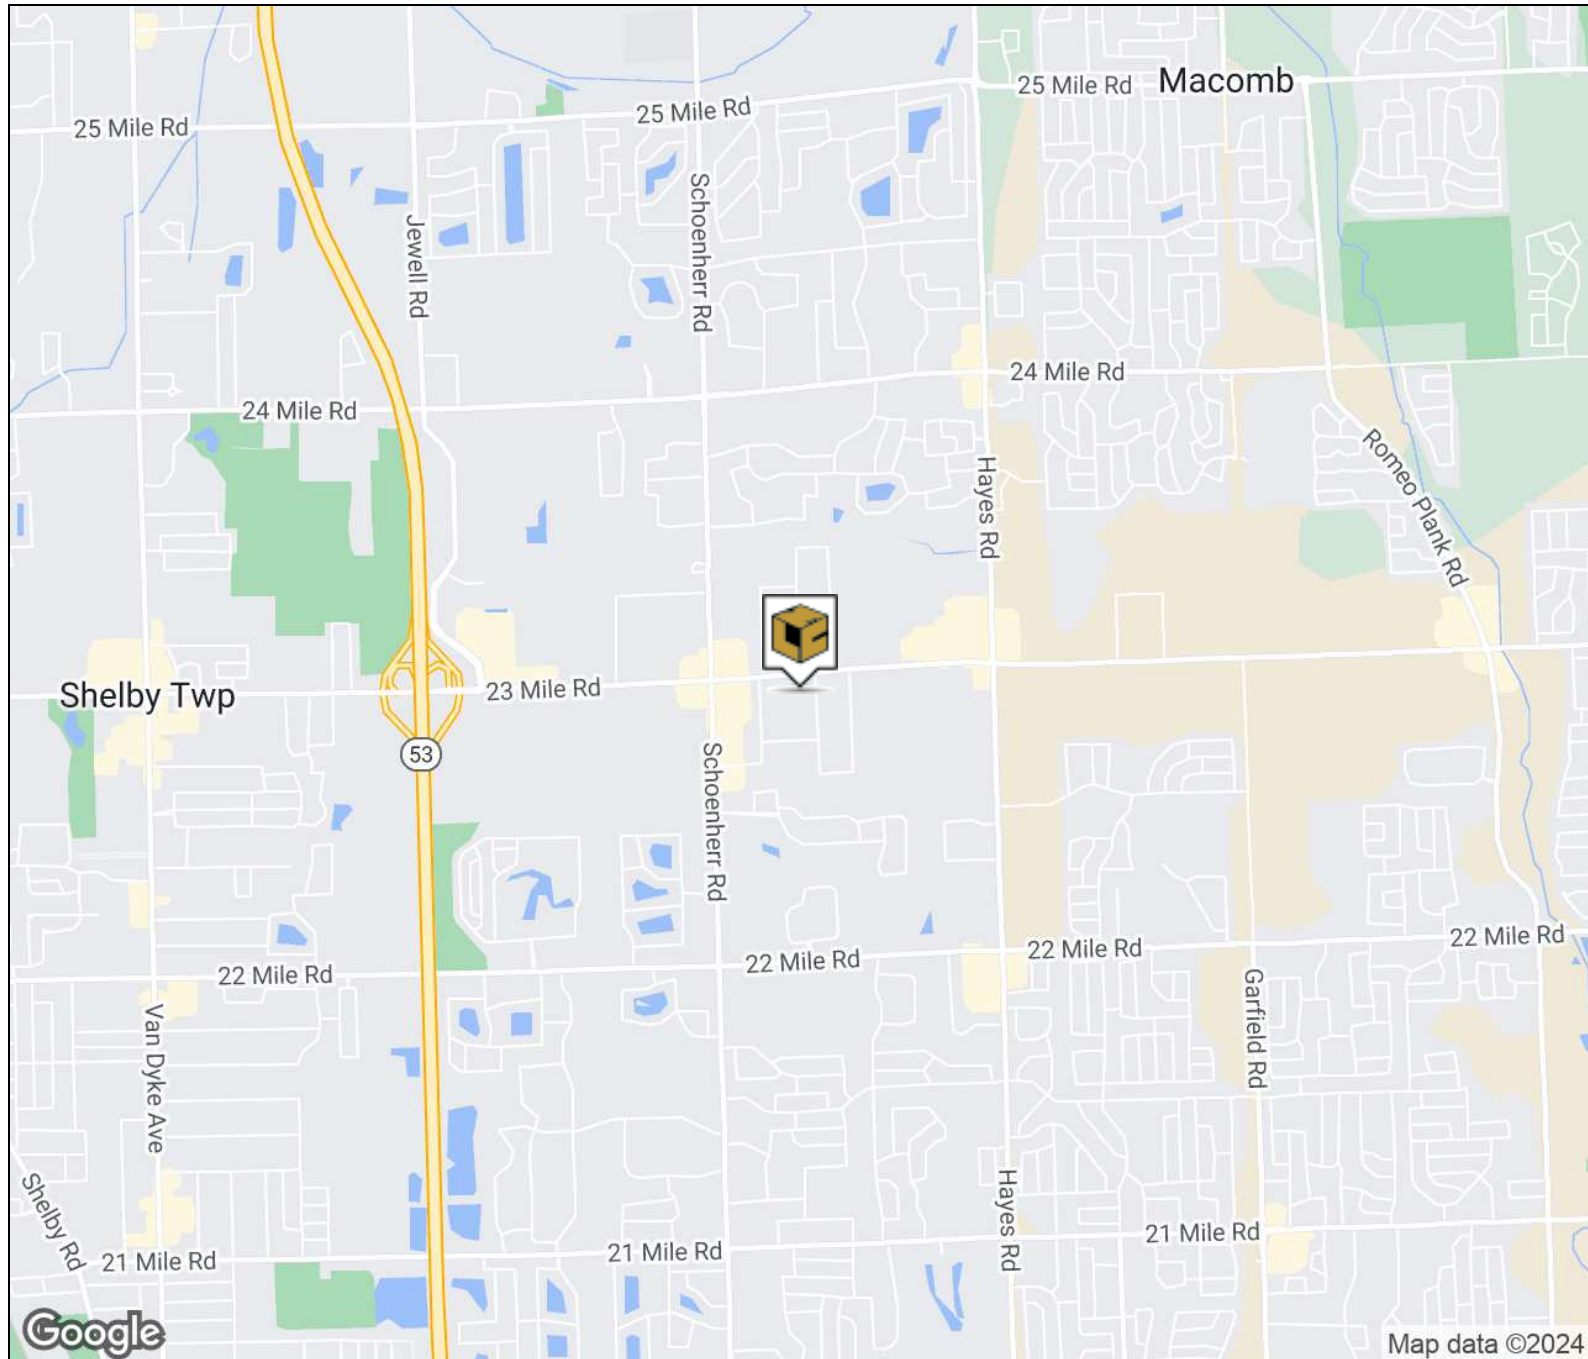 Macomb
25 Mile Rd
25 Mile Rd
25 Mile Rd
Schoenherr Rd
Jewell Rd
24 Mile Rd
24 Mile Rd
Hayes Rd
Romeo Plank Rd
Shelby Twp
23 Mile Rd
53
Schoenherr Rd
22 Mile Rd
22 Mile Rd
22 Mile Rd
22 Mile Rd
Garfield Rd
Van Dyke Ave
Shelby Rd
Hayes Rd
21 Mile Rd
21 Mile Rd
21 Mile Rd
Google
Map data ©2024